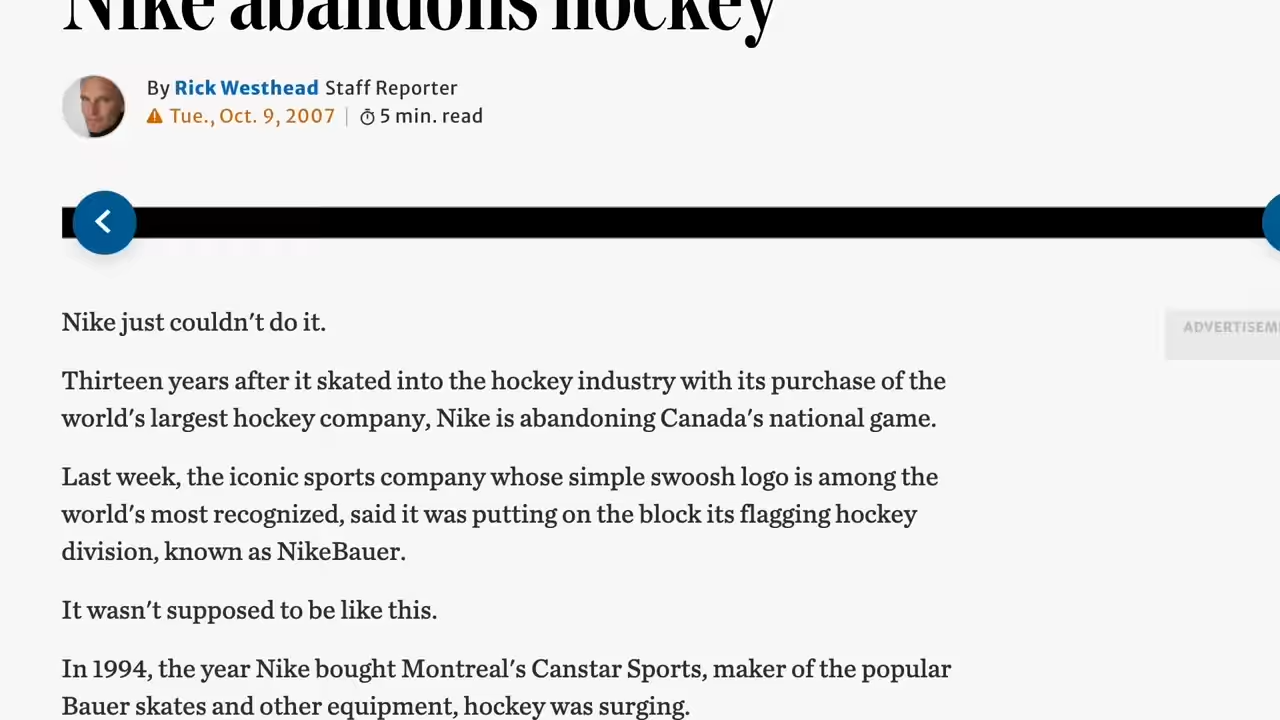 Nike abandons hockey
By Rick Westhead Staff Reporter
Tue., Oct. 9, 2007 | 5 min. read
Nike just couldn't do it.
ADVERTISEM
Thirteen years after it skated into the hockey industry with its purchase of the
world's largest hockey company, Nike is abandoning Canada's national game.
Last week, the iconic sports company whose simple swoosh logo is among the
world's most recognized, said it was putting on the block its flagging hockey
division, known as NikeBauer.
It wasn't supposed to be like this.
In 1994, the year Nike bought Montreal's Canstar Sports, maker of the popular
Bauer skates and other equipment, hockey was surging.